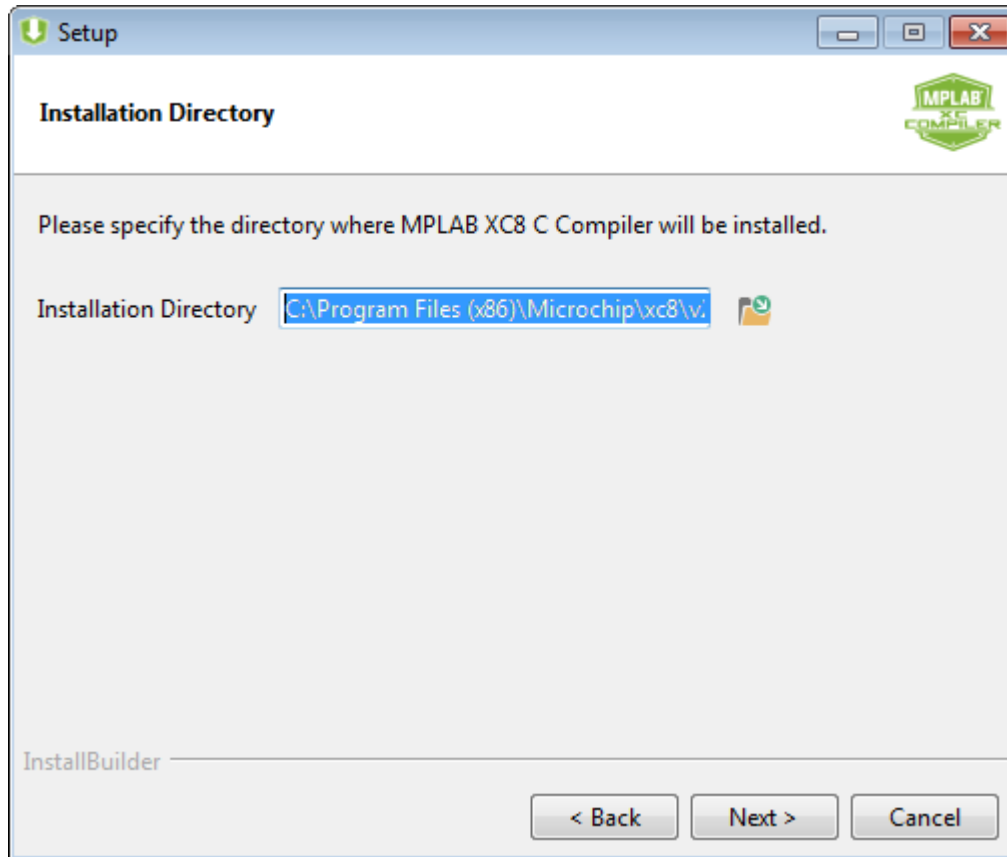 Setup
Installation Directory
MPLAB
XC
COMPILER
Please specify the directory where MPLAB XC8 C Compiler will be installed.
Installation Directory C:\Program Files (x86)\Microchip\xc8\v
InstallBuilder
< Back Next > Cancel